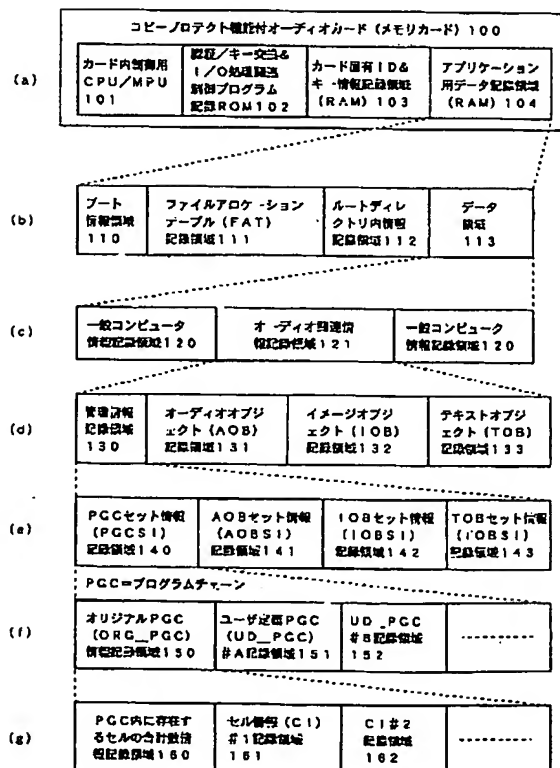 コピープロテクト機能付オーディオカード (メモリカード) 100
(a)
カード内制御用
CPU/MPU
101
認証/キー交換&
I/O処理関連
制御プログラム
記録ROM102
カード固有ID&
キー情報記録領域
(RAM) 103
アプリケーション
用データ記録領域
(RAM) 104
(b)
ブート
情報領域
110
ファイルアロケーション
テーブル (FAT)
記録領域111
ルートディレ
クトリ内情報
記録領域112
データ
領域
113
(c)
一般コンピュータ
情報記録領域120
オーディオ関連情
報記録領域121
一般コンピュータ
情報記録領域120
(d)
管理情報
記録領域
130
オーディオオブジ
ェクト (AOB)
記録領域131
イメージオブジ
ェクト (IOB)
記録領域132
テキストオブジ
ェクト (TOB)
記録領域133
(e)
PGCセット情報
(PGCSI)
記録領域140
AOBセット情報
(AOBSI)
記録領域141
IOBセット情報
(IOBSI)
記録領域142
TOBセット情報
(TOBSI)
記録領域143
PGC=プログラムチェーン
(f)
オリジナルPGC
(ORG_PGC)
情報記録領域150
ユーザ定義PGC
(UD_PGC)
#A記録領域151
UD_PGC
#B記録領域
152
(g)
PGC内に存在す
るセルの合計数情
報記録領域160
セル情報 (CI)
#1記録領域
161
CI#2
記録領域
162